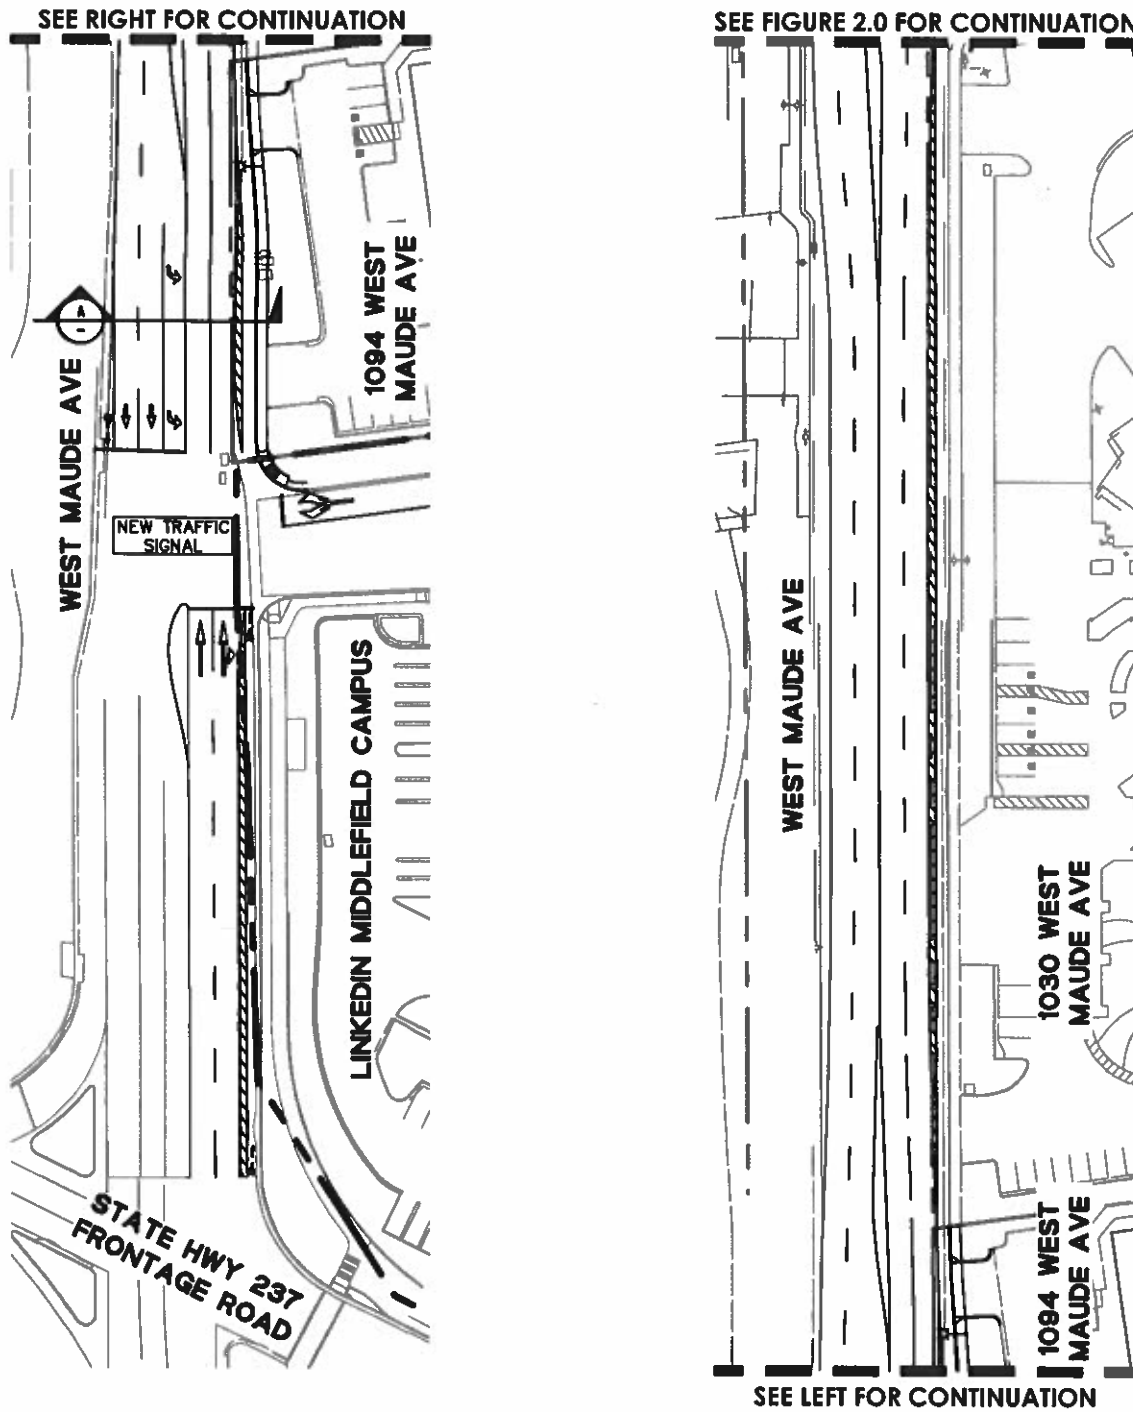 SEE RIGHT FOR CONTINUATION
1094 WEST
MAUDE AVE
A
-
WEST MAUDE AVE
NEW TRAFFIC
SIGNAL
LINKEDIN MIDDLEFIELD CAMPUS
STATE HWY 237
FRONTAGE ROAD
SEE FIGURE 2.0 FOR CONTINUATION
WEST MAUDE AVE
1030 WEST
MAUDE AVE
1094 WEST
MAUDE AVE
SEE LEFT FOR CONTINUATION